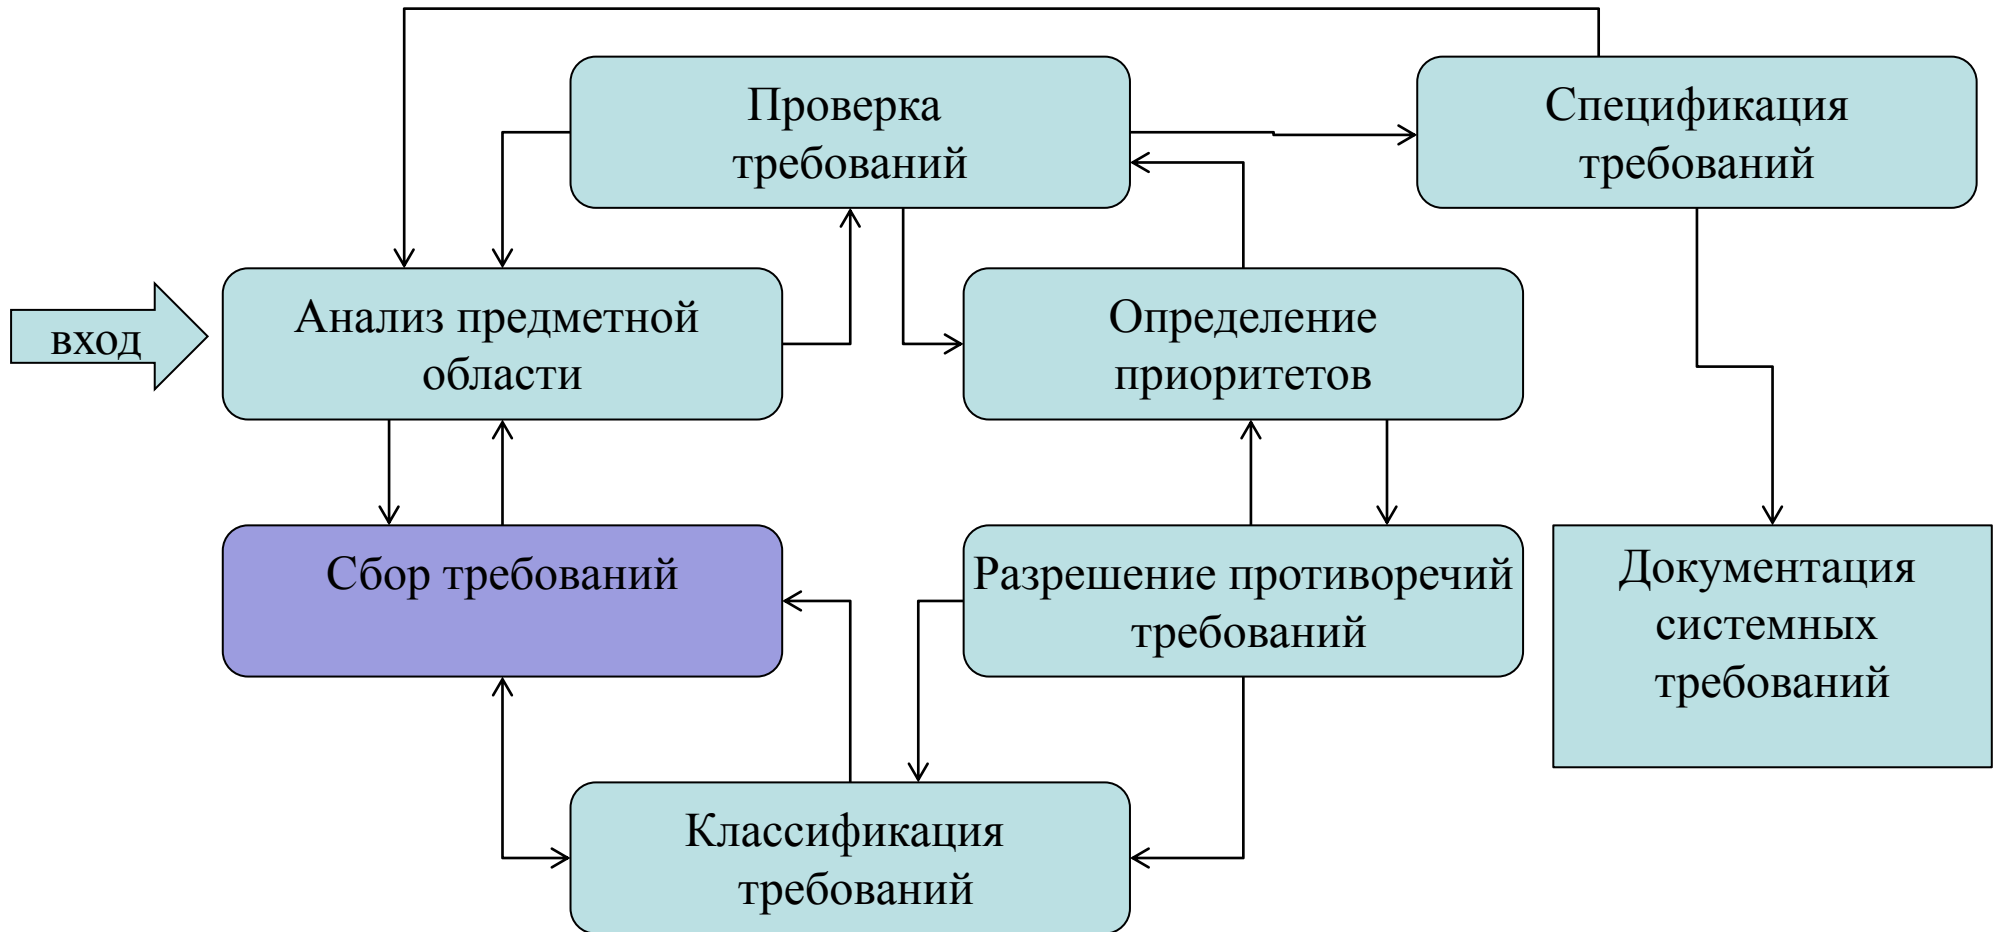 Проверка
требований
Спецификация
требований
вход
Анализ предметной
области
Определение
приоритетов
Сбор требований
Разрешение противоречий
требований
Документация
системных
требований
Классификация
требований